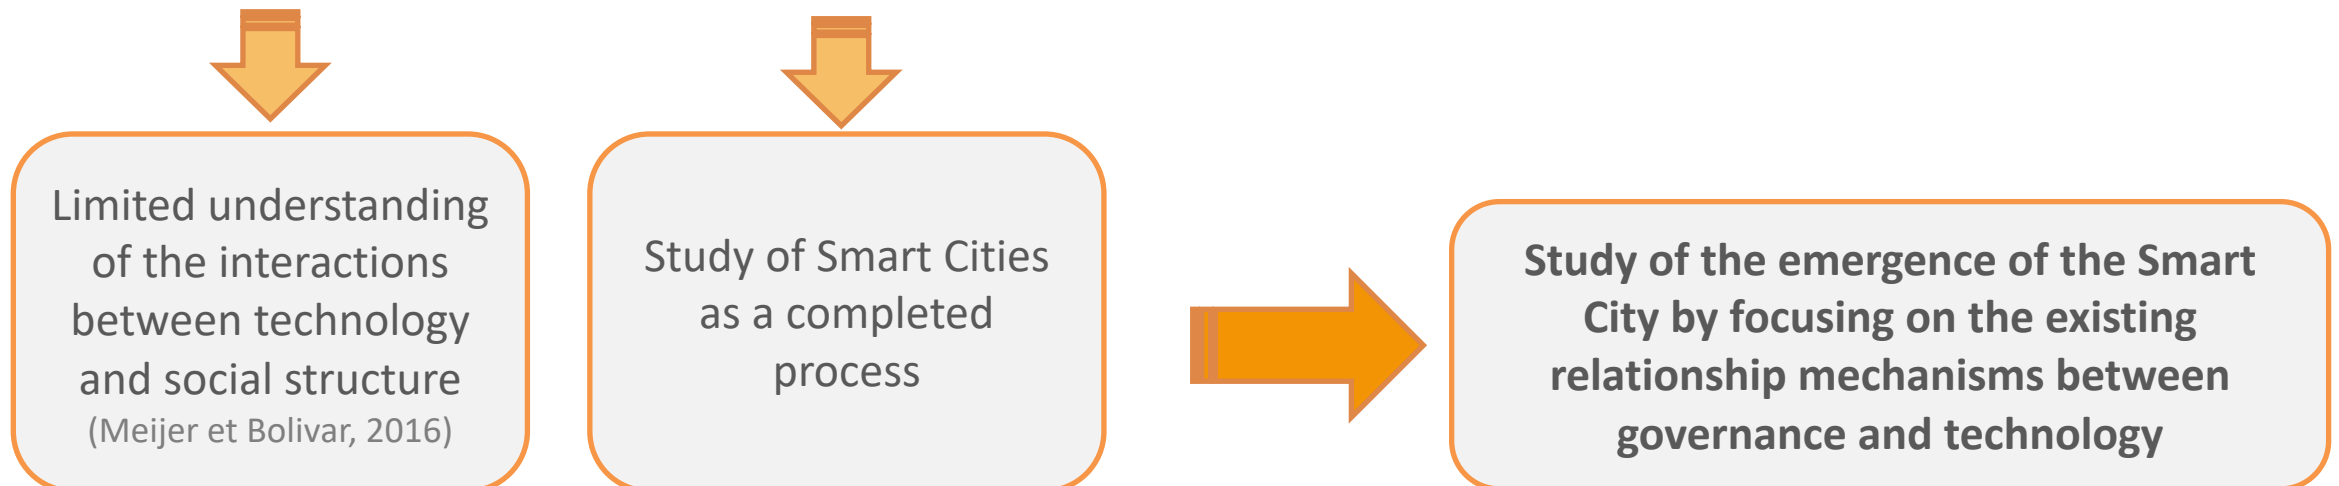 Limited understanding
of the interactions
between technology
and social structure
(Meijer et Bolivar, 2016)
Study of Smart Cities
as a completed
process
Study of the emergence of the Smart
City by focusing on the existing
relationship mechanisms between
governance and technology